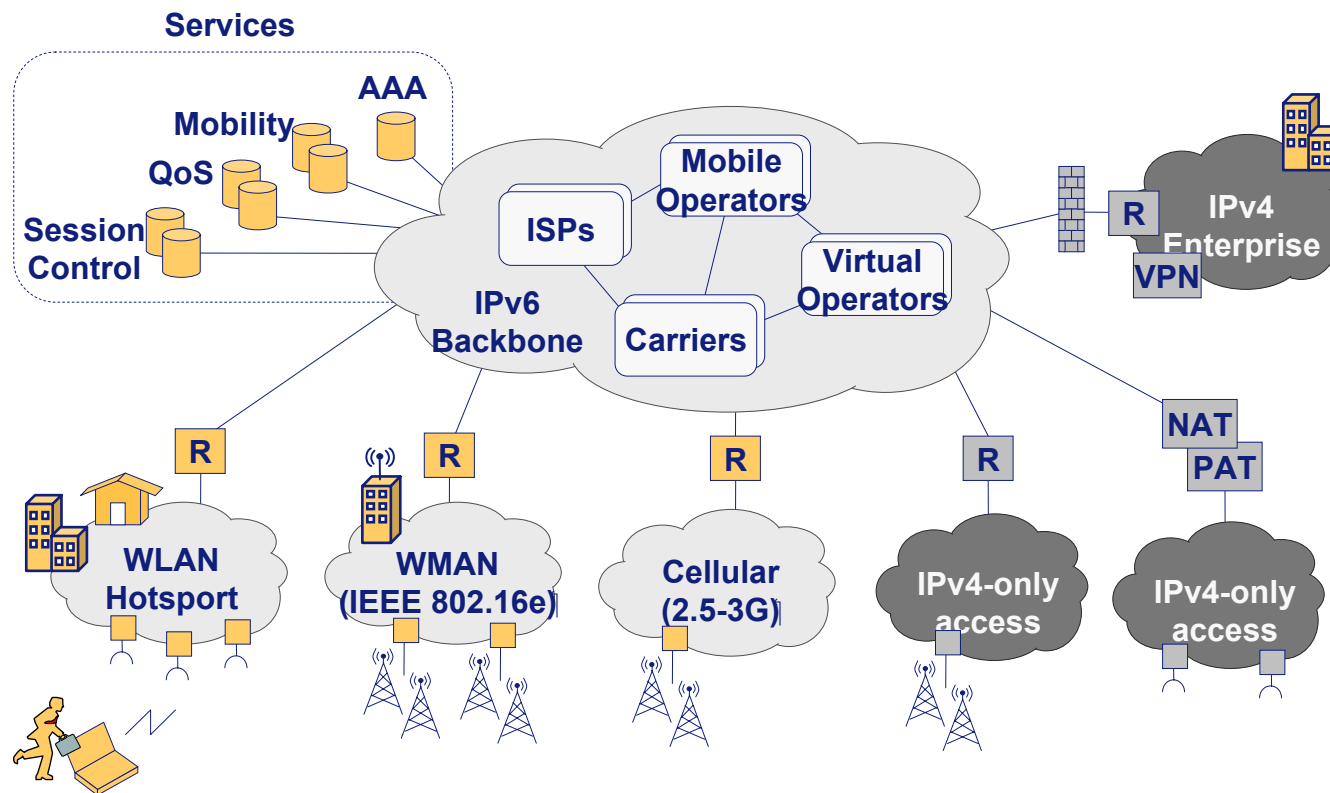 Services
AAA
Mobility
QoS
Session
Control
ISPs
Mobile
Operators
Virtual
Operators
Carriers
IPv6
Backbone
R
IPv4
Enterprise
VPN
R
R
R
R
NAT
PAT
WLAN
Hotsport
WMAN
(IEEE 802.16e)
Cellular
(2.5-3G)
IPv4-only
access
IPv4-only
access